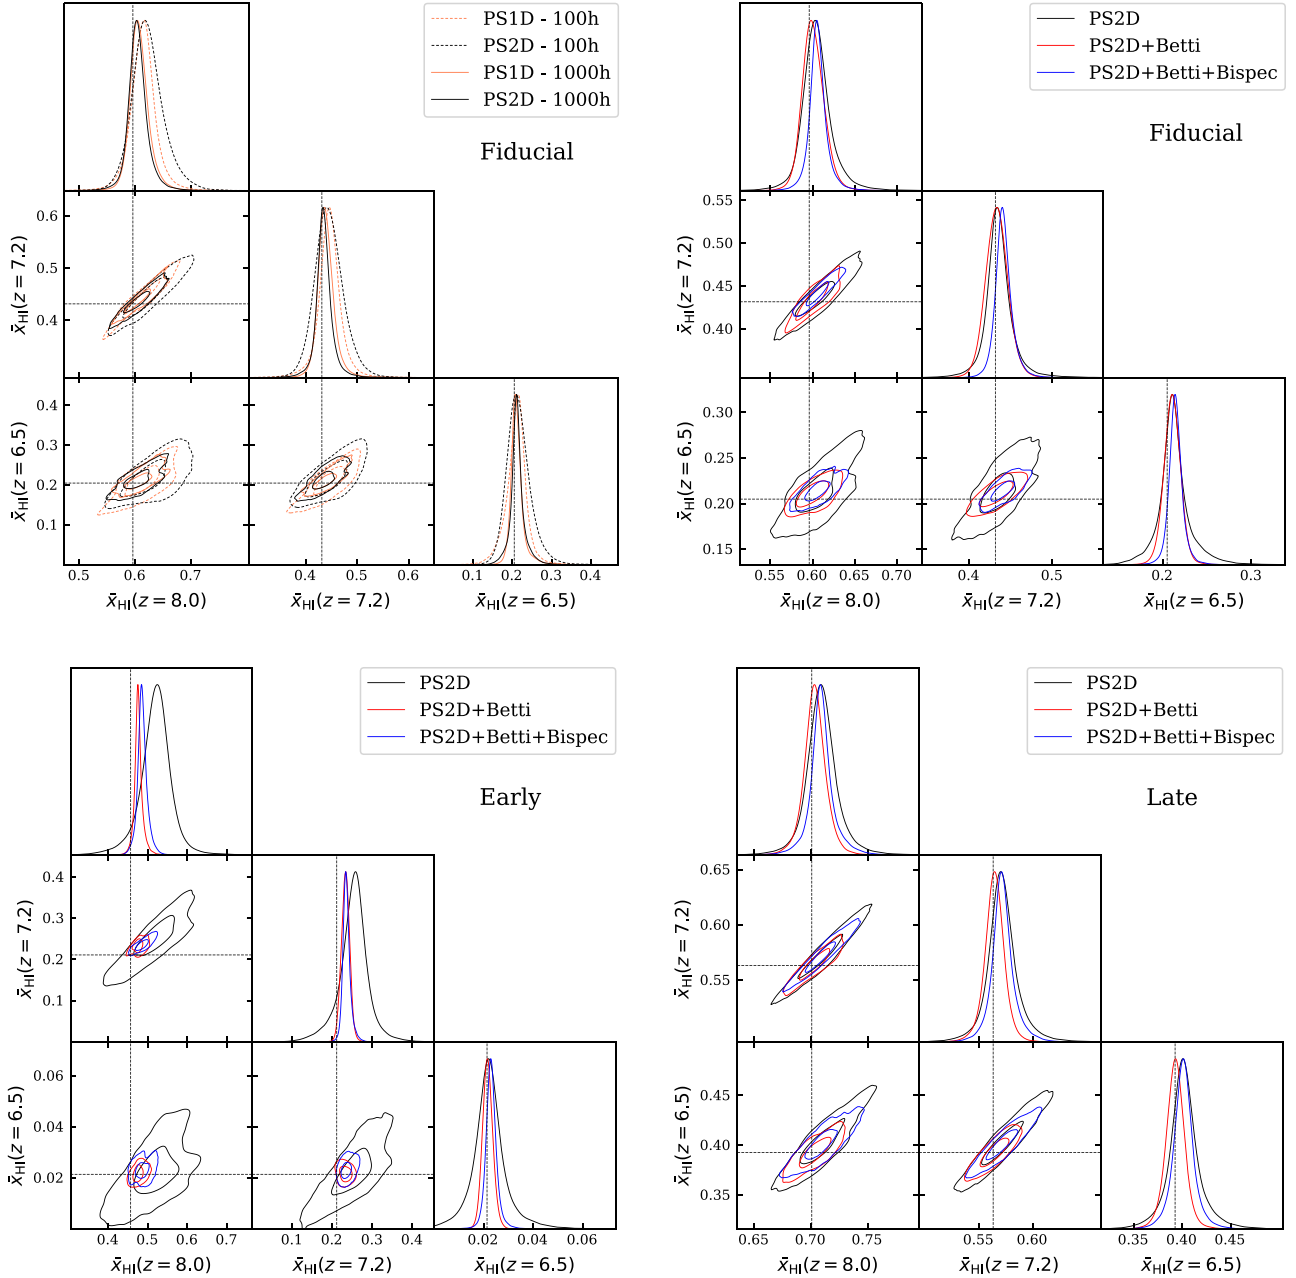 PS1D - 100h
PS2D - 100h
PS1D - 1000h
PS2D - 1000h
Fiducial
x̄HI(z = 7.2)
0.6
0.5
0.4
x̄HI(z = 6.5)
0.4
0.3
0.2
0.1
0.5 0.6 0.7
0.4 0.5 0.6
0.1 0.2 0.3 0.4
x̄HI(z = 8.0) x̄HI(z = 7.2) x̄HI(z = 6.5)
PS2D
PS2D+Betti
PS2D+Betti+Bispec
Fiducial
x̄HI(z = 7.2)
0.55
0.50
0.45
0.40
x̄HI(z = 6.5)
0.30
0.25
0.20
0.15
0.55 0.60 0.65 0.70
0.4 0.5
0.2 0.3
x̄HI(z = 8.0) x̄HI(z = 7.2) x̄HI(z = 6.5)
PS2D
PS2D+Betti
PS2D+Betti+Bispec
Early
x̄HI(z = 7.2)
0.4
0.3
0.2
0.1
x̄HI(z = 6.5)
0.06
0.04
0.02
0.4 0.5 0.6 0.7
0.1 0.2 0.3 0.4
0.02 0.04 0.06
x̄HI(z = 8.0) x̄HI(z = 7.2) x̄HI(z = 6.5)
PS2D
PS2D+Betti
PS2D+Betti+Bispec
Late
x̄HI(z = 7.2)
0.65
0.60
0.55
x̄HI(z = 6.5)
0.45
0.40
0.35
0.65 0.70 0.75
0.55 0.60
0.35 0.40 0.45
x̄HI(z = 8.0) x̄HI(z = 7.2) x̄HI(z = 6.5)